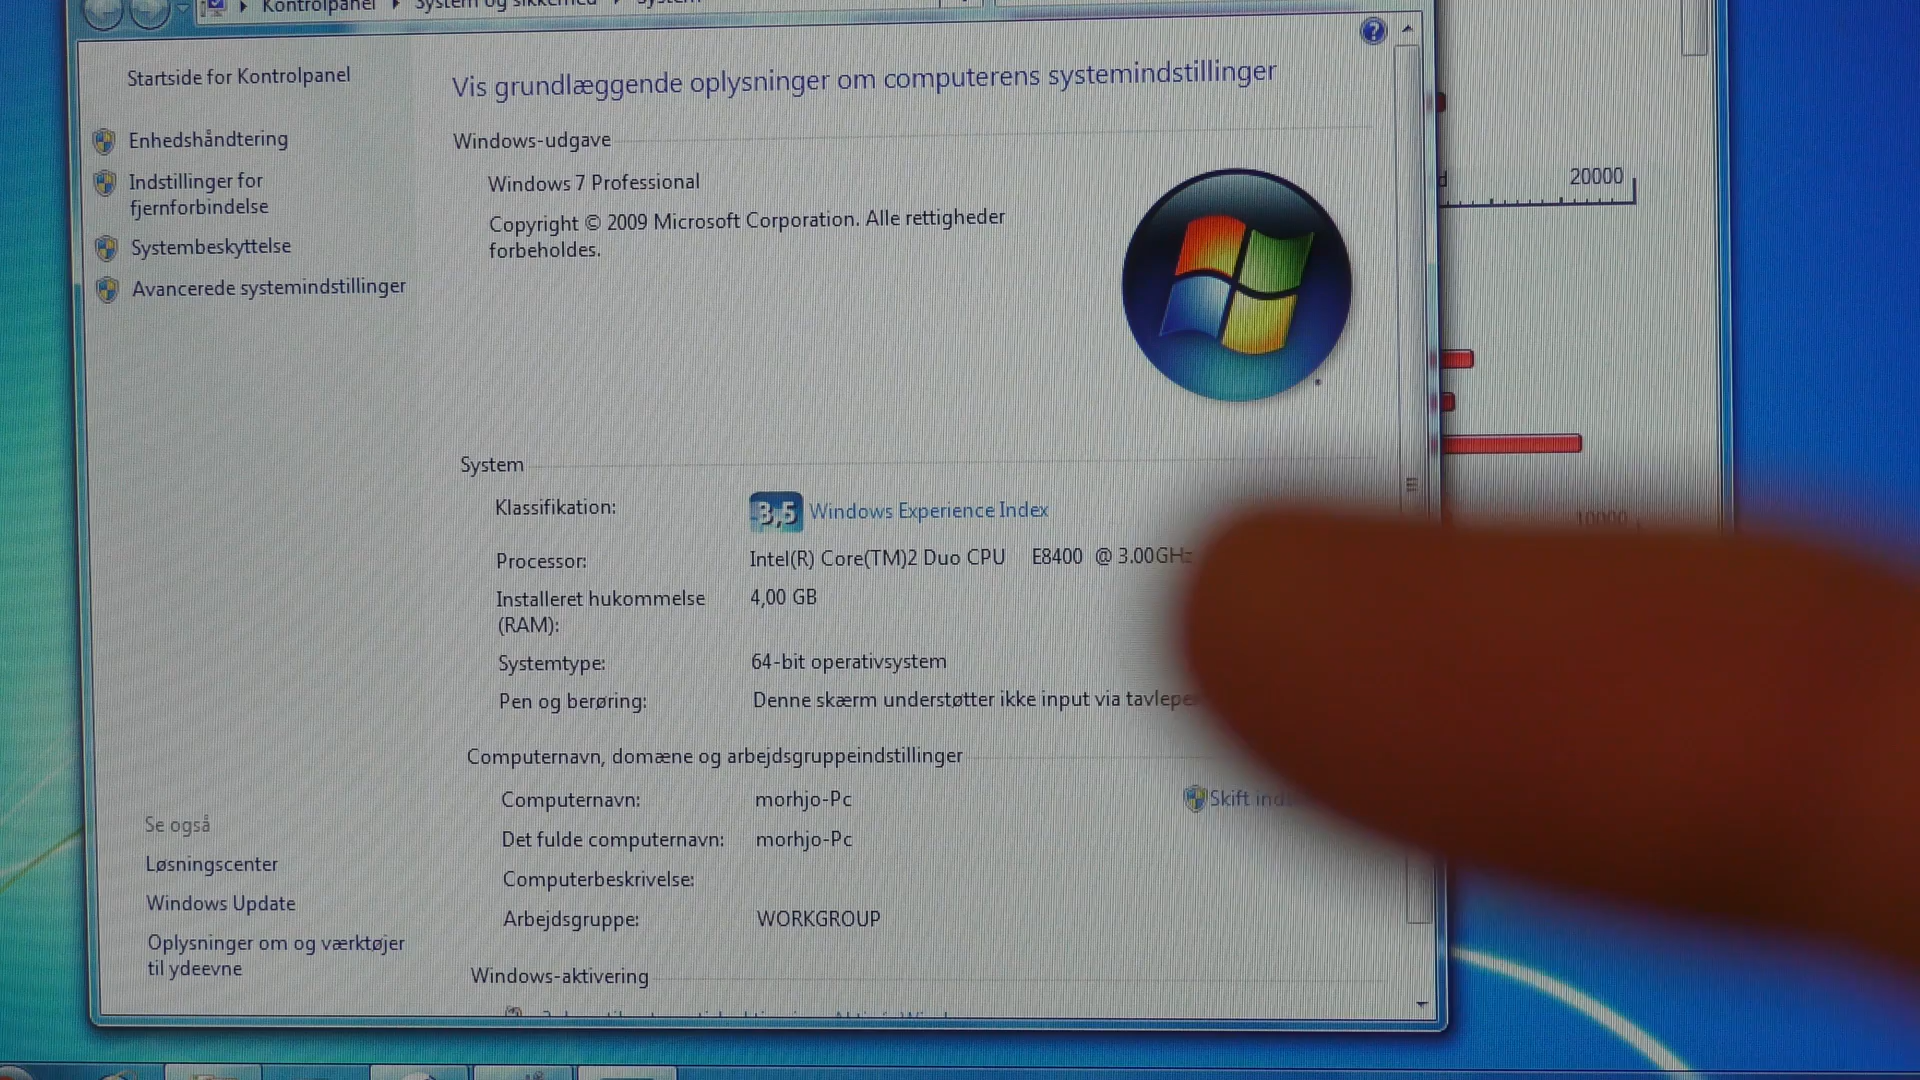 Kontrolpanel
Startside for Kontrolpanel
Enhedshåndtering
Indstillinger for
fjernforbindelse
Systembeskyttelse
Avancerede systemindstillinger
Se også
Løsningscenter
Windows Update
Oplysninger om og værktøjer
til ydeevne
Vis grundlæggende oplysninger om computerens systemindstillinger
Windows-udgave
Windows 7 Professional
Copyright © 2009 Microsoft Corporation. Alle rettigheder
forbeholdes.
System
Klassifikation: 3,5 Windows Experience Index
Processor: Intel(R) Core(TM)2 Duo CPU E8400 @ 3.00GHz
Installeret hukommelse 4,00 GB
(RAM):
Systemtype: 64-bit operativsystem
Pen og berøring: Denne skærm understøtter ikke input via
Computernavn, domæne og arbejdsgruppeindstillinger
Computernavn: morhjo-Pc
Skift
Det fulde computernavn: morhjo-Pc
Computerbeskrivelse:
Arbejdsgruppe: WORKGROUP
Windows-aktivering
20000
10000